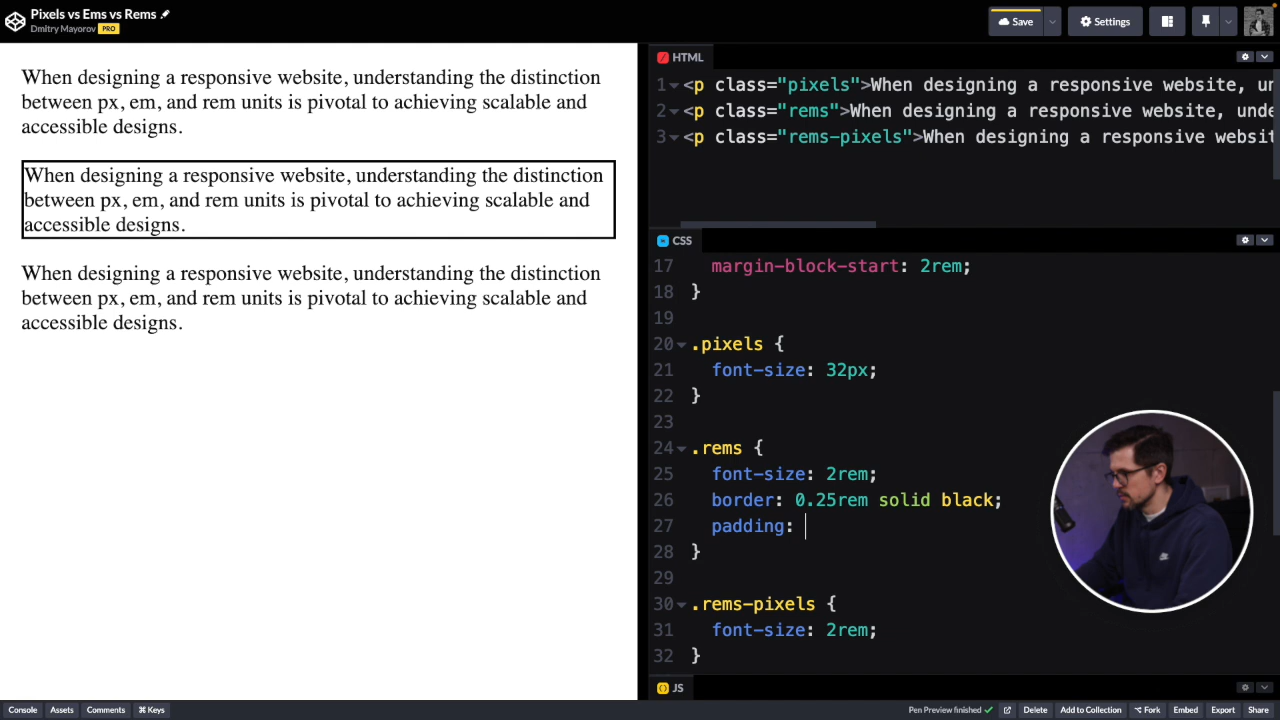 Pixels vs Ems vs Rems
Dmitry Mayorov PRO
Save
Settings
When designing a responsive website, understanding the distinction
between px, em, and rem units is pivotal to achieving scalable and
accessible designs.
When designing a responsive website, understanding the distinction
between px, em, and rem units is pivotal to achieving scalable and
accessible designs.
When designing a responsive website, understanding the distinction
between px, em, and rem units is pivotal to achieving scalable and
accessible designs.
HTML
1 <p class="pixels">When designing a responsive website, un
2 <p class="rems">When designing a responsive website, unde
3 <p class="rems-pixels">When designing a responsive websit
CSS
17 margin-block-start: 2rem;
18 }
19
20 .pixels {
21 font-size: 32px;
22 }
23
24 .rems {
25 font-size: 2rem;
26 border: 0.25rem solid black;
27 padding:
28 }
29
30 .rems-pixels {
31 font-size: 2rem;
32 }
JS
Console Assets Comments ⌘ Keys
Pen Preview finished Delete Add to Collection Fork Embed Export Share